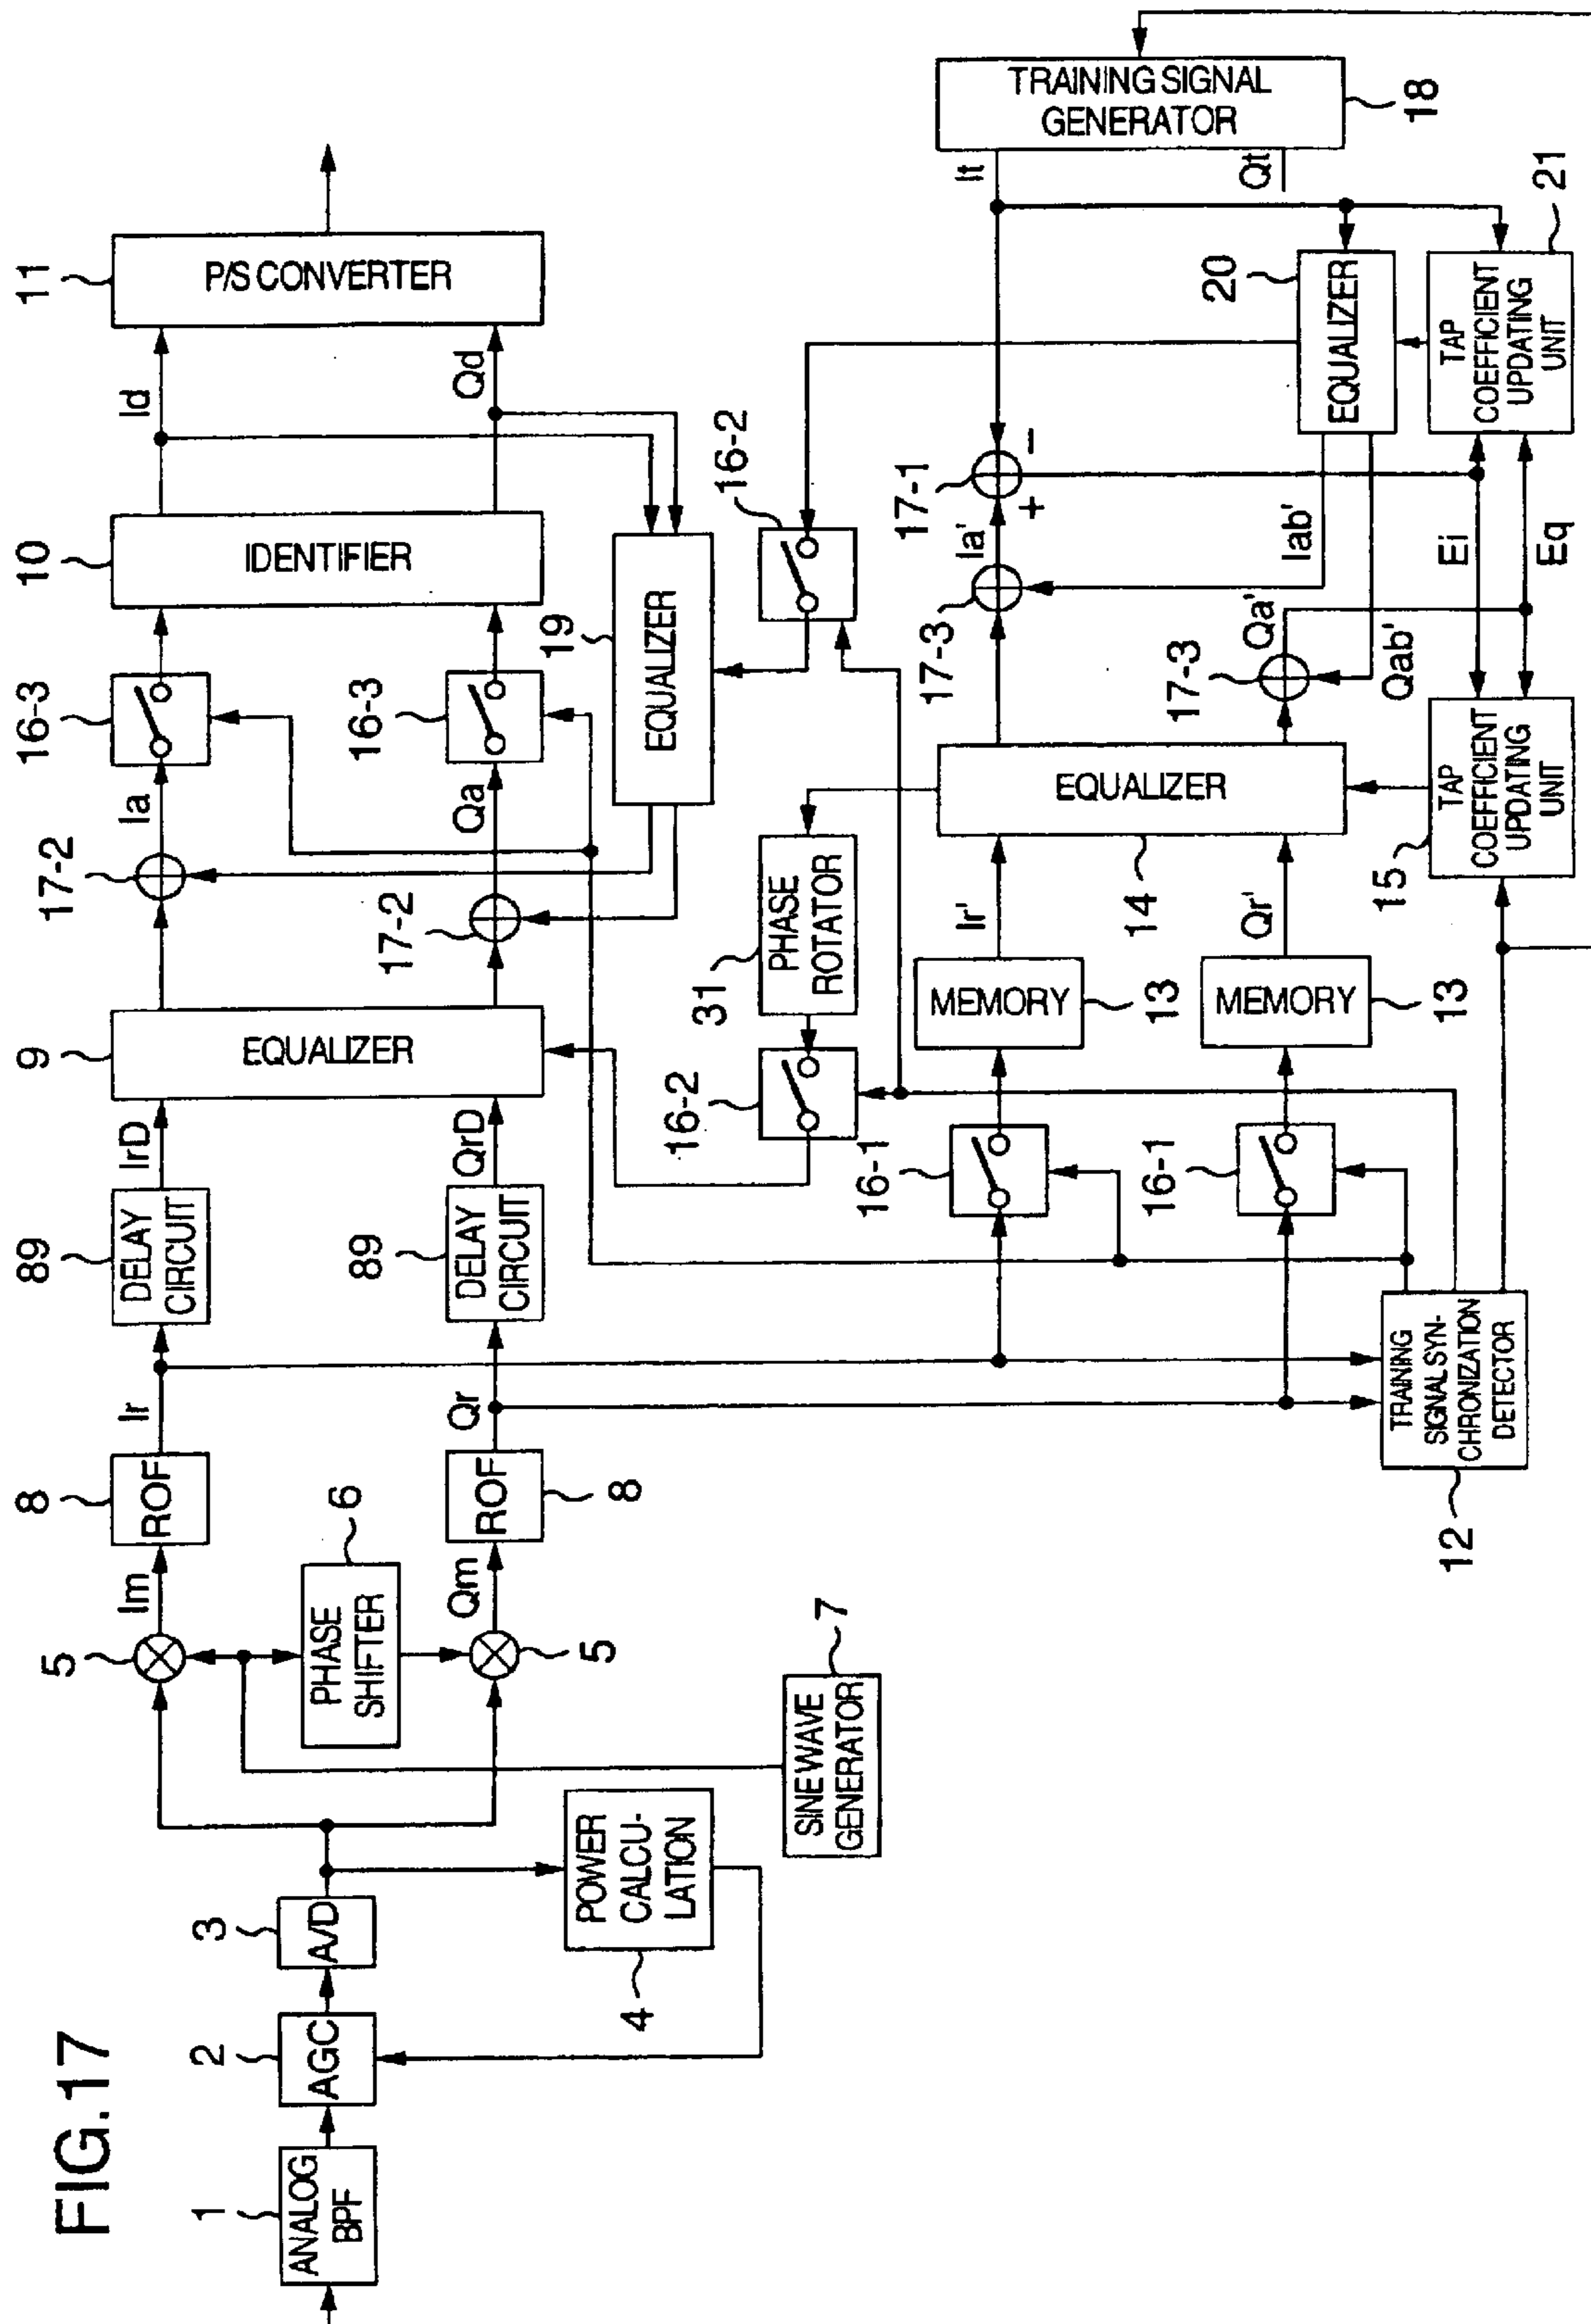 FIG.17
1
ANALOG
BPF
2
AGC
3
A/D
4
POWER
CALCU-
LATION
5
Im
6
PHASE
SHIFTER
Qm
5
7
SINEWAVE
GENERATOR
8
ROF
Ir
ROF
8
Qr
89
DELAY
CIRCUIT
IrD
89
DELAY
CIRCUIT
QrD
9
EQUALIZER
17-2
Ia
17-2
Qa
16-3
16-3
10
IDENTIFIER
Id
Qd
11
P/S CONVERTER
19
EQUALIZER
16-2
16-2
31
PHASE
ROTATOR
12
TRAINING
SIGNAL SYN-
CHRONIZATION
DETECTOR
16-1
16-1
MEMORY
13
MEMORY
13
Ir'
Qr'
14
EQUALIZER
15
TAP
COEFFICIENT
UPDATING
UNIT
17-3
Ia'
17-3
Qa'
Qab'
Iab'
17-1
+
−
Ei
Eq
20
EQUALIZER
TAP
COEFFICIENT
UPDATING
UNIT
21
It
Qt
TRAINING SIGNAL
GENERATOR
18